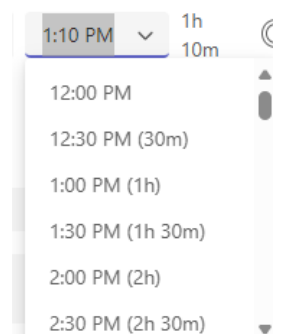 1:10 PM
1h
10m
12:00 PM
12:30 PM (30m)
1:00 PM (1h)
1:30 PM (1h 30m)
2:00 PM (2h)
2:30 PM (2h 30m)